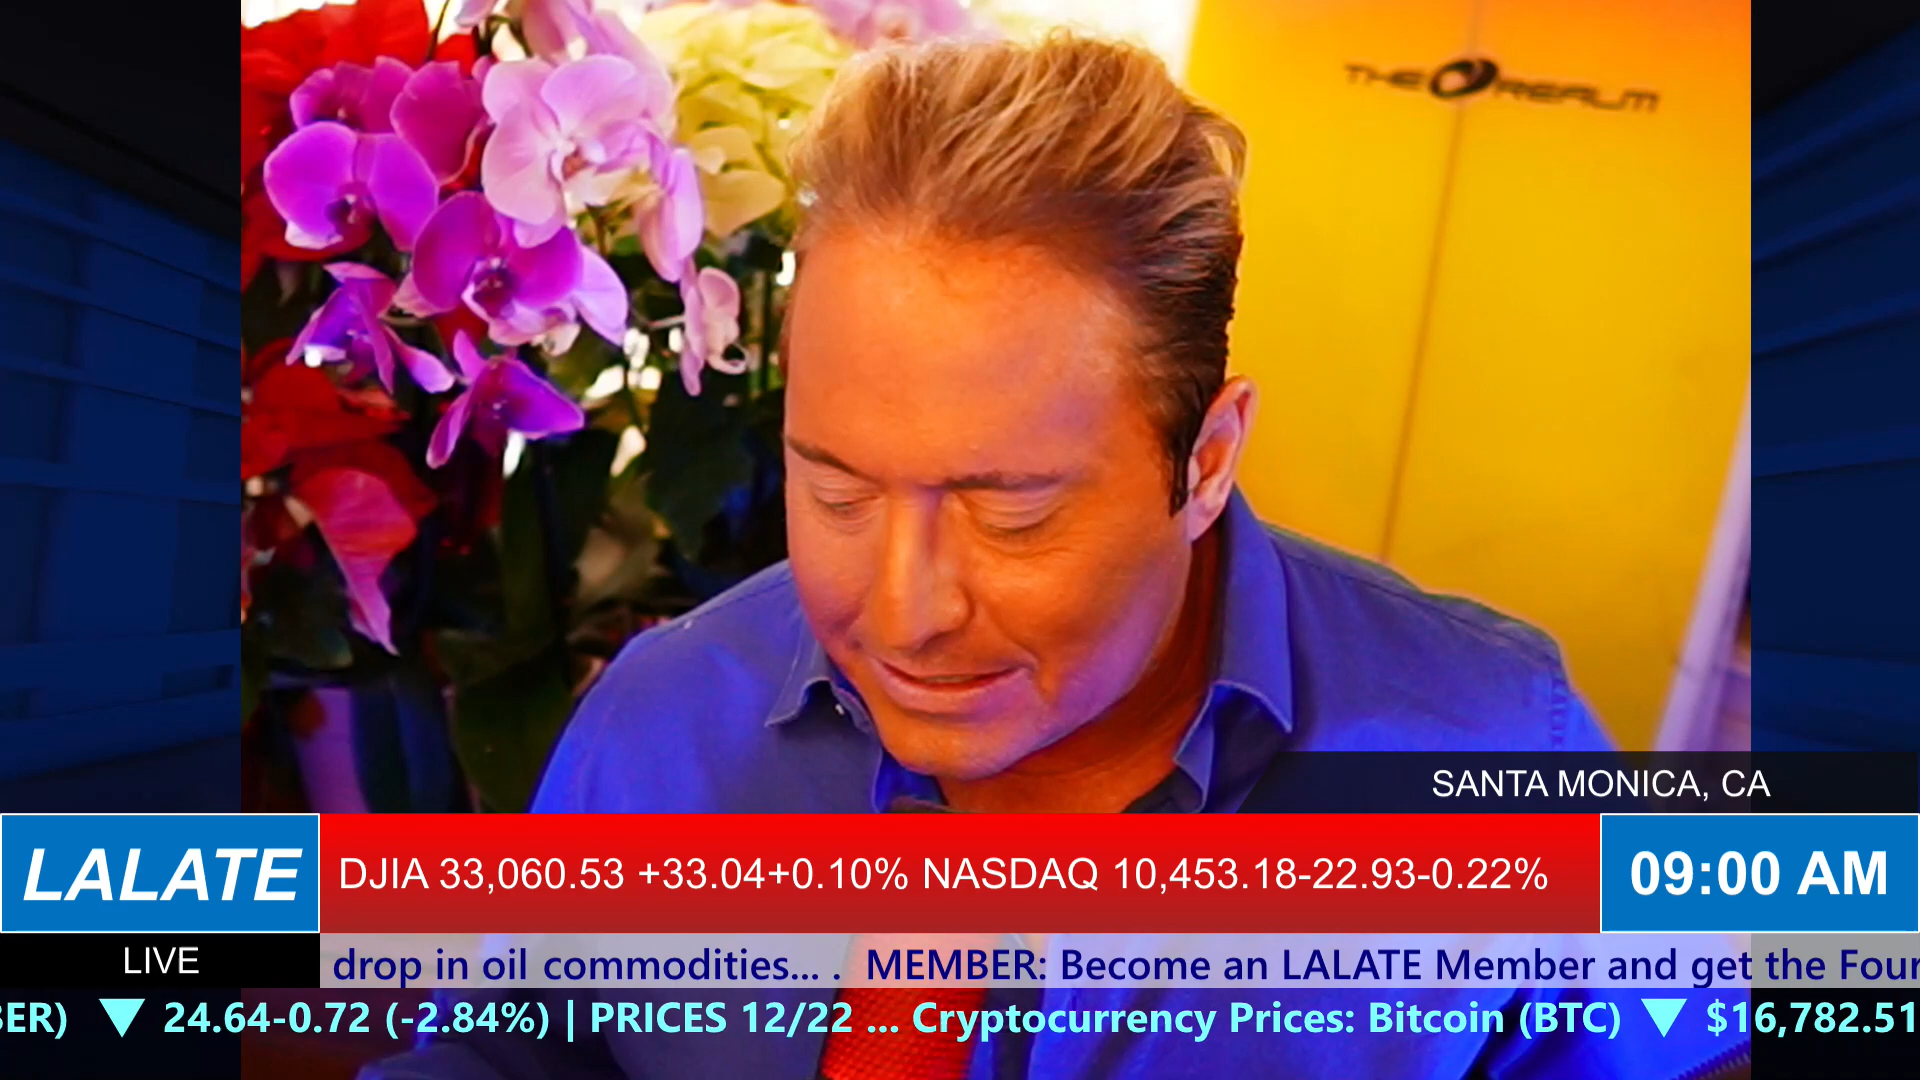 THE REALM
SANTA MONICA, CA
LALATE
DJIA 33,060.53 +33.04+0.10% NASDAQ 10,453.18-22.93-0.22%
09:00 AM
LIVE
drop in oil commodities... . MEMBER: Become an LALATE Member and get the Four
BER) ▼ 24.64-0.72 (-2.84%) | PRICES 12/22 ... Cryptocurrency Prices: Bitcoin (BTC) ▼ $16,782.51